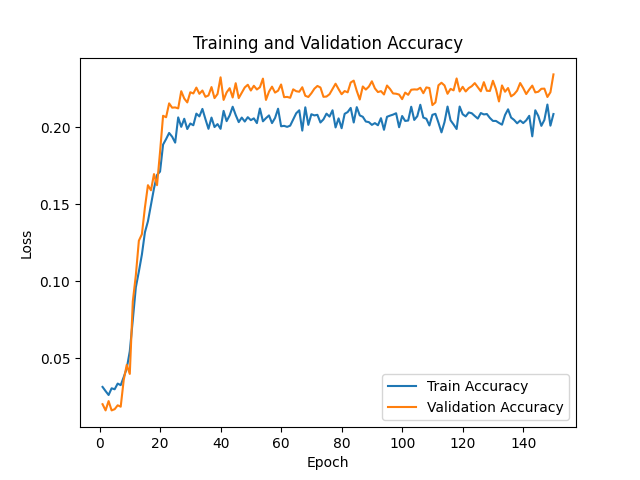 Training and Validation Accuracy
Loss
0.20
0.15
0.10
0.05
Train Accuracy
Validation Accuracy
0 20 40 60 80 100 120 140
Epoch